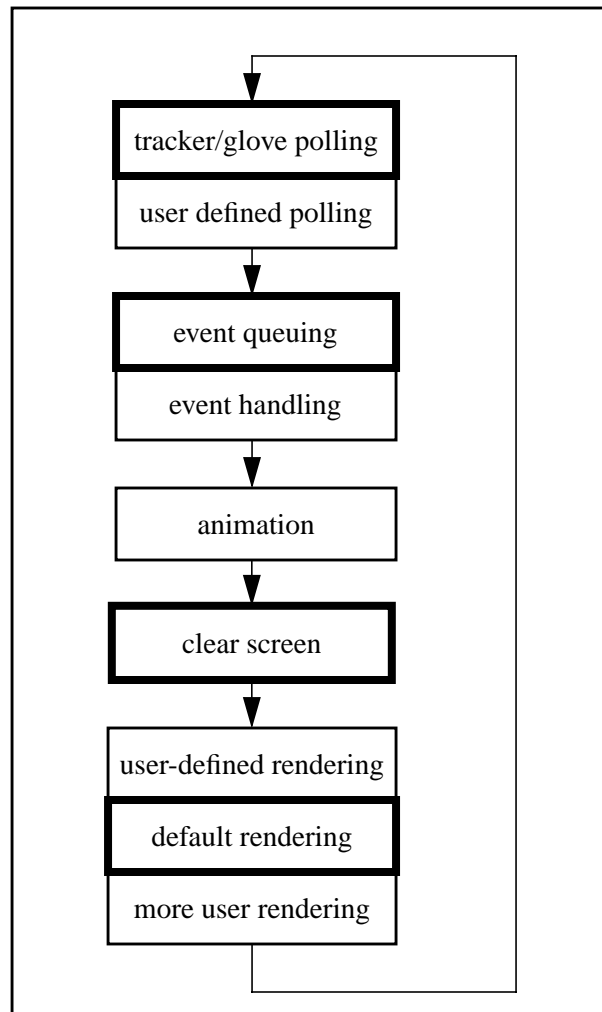 tracker/glove polling
user defined polling
event queuing
event handling
animation
clear screen
user-defined rendering
default rendering
more user rendering